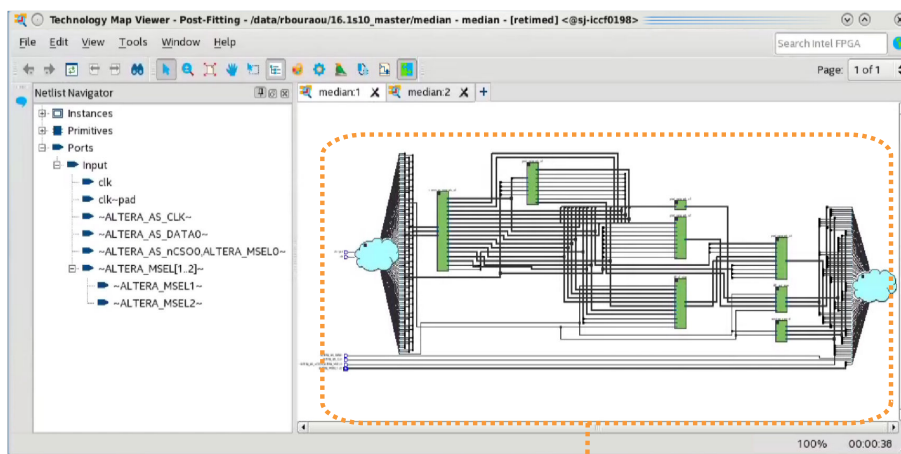 Technology Map Viewer - Post-Fitting - /data/rbouraou/16.1s10_master/median - median - [retimed] <@sj-iccf0198>
File Edit View Tools Window Help
Search Intel FPGA
Page: 1 of 1
Netlist Navigator
median:1
median:2
Instances
Primitives
Ports
Input
clk
clk~pad
~ALTERA_AS_CLK~
~ALTERA_AS_DATA0~
~ALTERA_AS_nCSO0,ALTERA_MSEL0~
~ALTERA_MSEL[1..2]~
~ALTERA_MSEL1~
~ALTERA_MSEL2~
100% 00:00:38